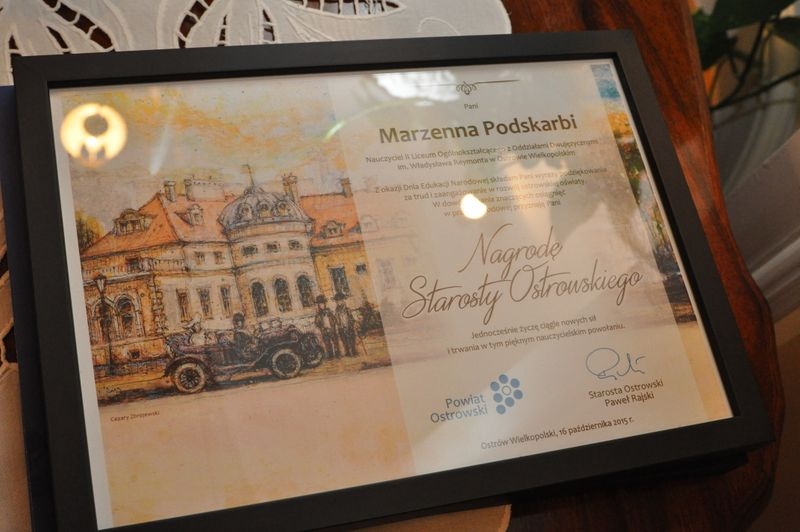 Pani
Marzenna Podskarbi
Nauczyciel II Liceum Ogólnokształcącego z Oddziałami Dwujęzycznymi
im. Władysława Reymonta w Ostrowie Wielkopolskim
Z okazji Dnia Edukacji Narodowej składam Pani wyrazy podziękowania
za trud i zaangażowanie w rozwój ostrowskiej oświaty.
W dowód znaczących osiągnięć
w pracy przyznaję Pani
Nagrodę
Starosty Ostrowskiego
Jednocześnie życzę ciągle nowych sił
i trwania w tym pięknym nauczycielskim powołaniu.
Powiat
Ostrowski
Starosta Ostrowski
Paweł Rajski
Ostrów Wielkopolski, 16 października 2015 r.
Cezary Zbrojewski